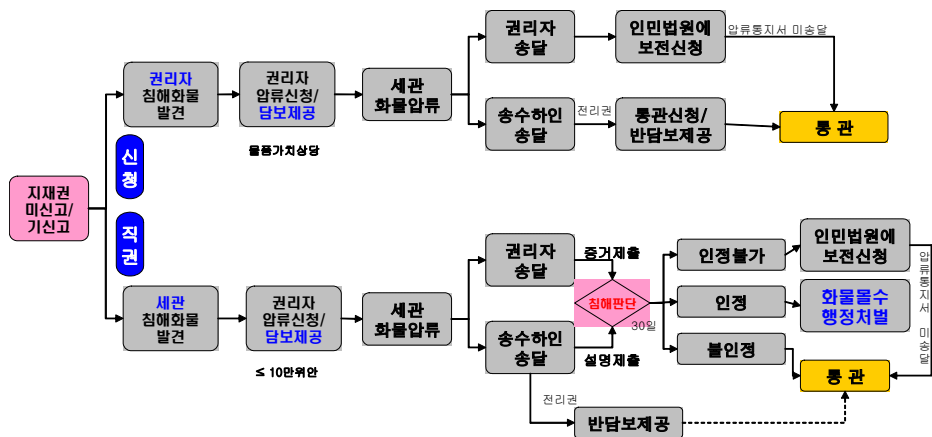 지재권
미신고/
기신고
신
청
직
권
권리자
침해화물
발견
권리자
압류신청/
담보제공
물품가치상당
세관
화물압류
권리자
송달
인민법원에
보전신청
압류통지서 미송달
송수하인
송달
전리권
통관신청/
반담보제공
통 관
세관
침해화물
발견
권리자
압류신청/
담보제공
≤ 10만위안
세관
화물압류
권리자
송달
증거제출
송수하인
송달
설명제출
침해판단
30일
인정불가
인민법원에
보전신청
압류통지서 미송달
인정
화물몰수
행정처벌
불인정
통 관
전리권
반담보제공